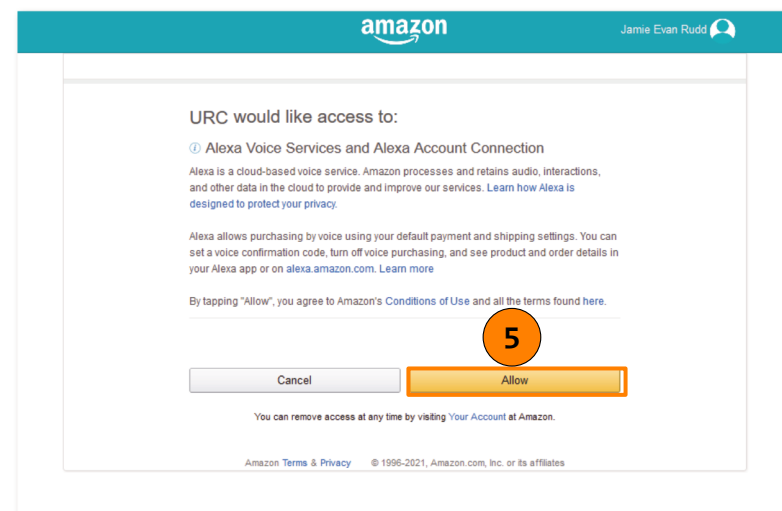 amazon
Jamie Evan Rudd
URC would like access to:
Alexa Voice Services and Alexa Account Connection
Alexa is a cloud-based voice service. Amazon processes and retains audio, interactions,
and other data in the cloud to provide and improve our services. Learn how Alexa is
designed to protect your privacy.
Alexa allows purchasing by voice using your default payment and shipping settings. You can
set a voice confirmation code, turn off voice purchasing, and see product and order details in
your Alexa app or on alexa.amazon.com. Learn more
By tapping "Allow", you agree to Amazon's Conditions of Use and all the terms found here.
5
Cancel
Allow
You can remove access at any time by visiting Your Account at Amazon.
Amazon Terms & Privacy © 1996-2021, Amazon.com, Inc. or its affiliates